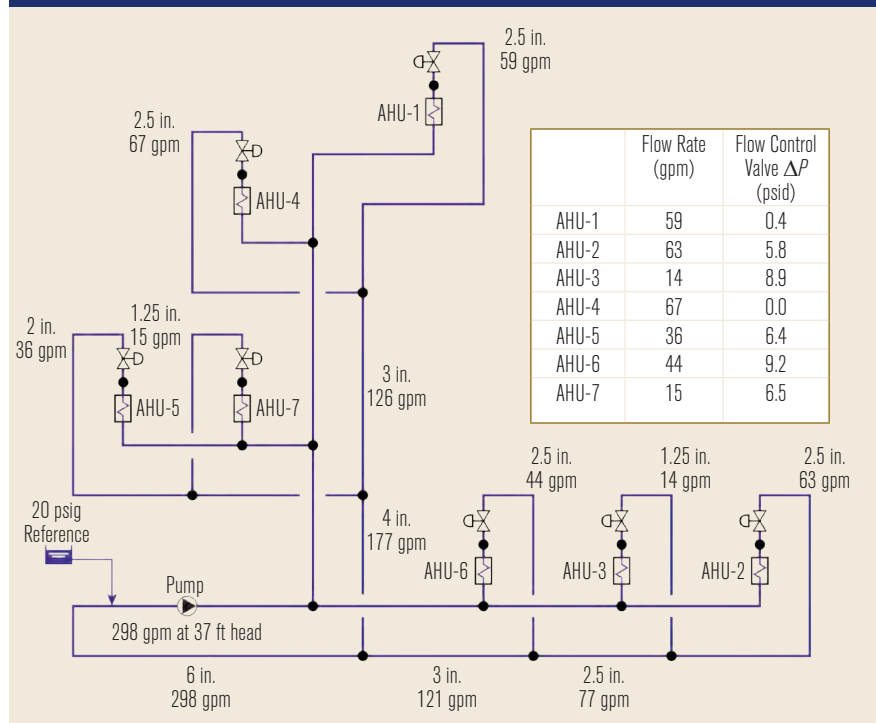 2.5 in.
59 gpm
AHU-1
2.5 in.
67 gpm
AHU-4
Flow Rate
(gpm)
Flow Control
Valve ΔP
(psid)
AHU-1 59 0.4
AHU-2 63 5.8
AHU-3 14 8.9
AHU-4 67 0.0
AHU-5 36 6.4
AHU-6 44 9.2
AHU-7 15 6.5
2 in.
36 gpm
1.25 in.
15 gpm
AHU-5
AHU-7
3 in.
126 gpm
2.5 in.
44 gpm
1.25 in.
14 gpm
2.5 in.
63 gpm
20 psig
Reference
4 in.
177 gpm
AHU-6
AHU-3
AHU-2
Pump
298 gpm at 37 ft head
6 in.
298 gpm
3 in.
121 gpm
2.5 in.
77 gpm